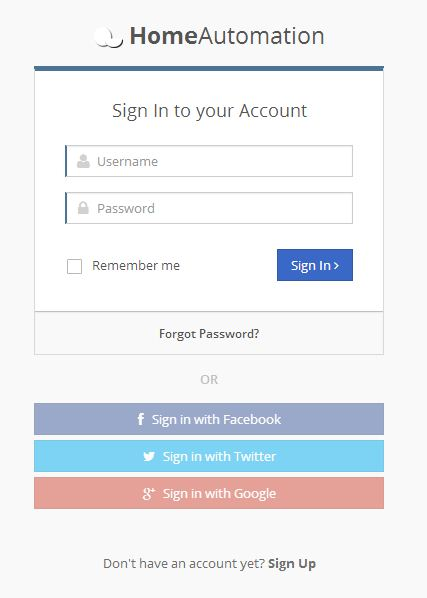 HomeAutomation
Sign In to your Account
Username
Password
Remember me
Sign In
Forgot Password?
OR
Sign in with Facebook
Sign in with Twitter
Sign in with Google
Don't have an account yet? Sign Up